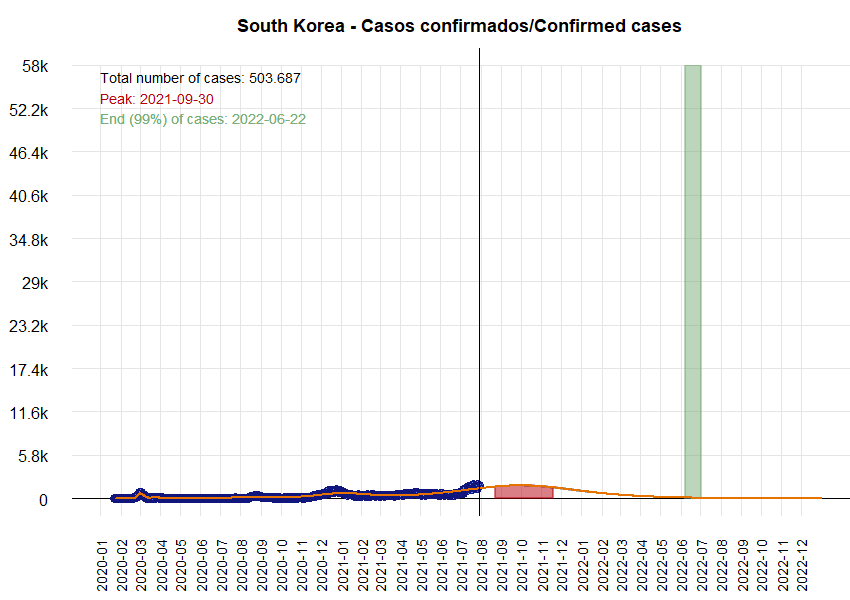 South Korea - Casos confirmados/Confirmed cases
58k
Total number of cases: 503.687
Peak: 2021-09-30
52.2k
End (99%) of cases: 2022-06-22
46.4k
40.6k
34.8k
29k
23.2k
17.4k
11.6k
5.8k
0
2020-01
2020-02
2020-03
2020-04
2020-05
2020-06
2020-07
2020-08
2020-09
2020-10
2020-11
2020-12
2021-01
2021-02
2021-03
2021-04
2021-05
2021-06
2021-07
2021-08
2021-09
2021-10
2021-11
2021-12
2022-01
2022-02
2022-03
2022-04
2022-05
2022-06
2022-07
2022-08
2022-09
2022-10
2022-11
2022-12